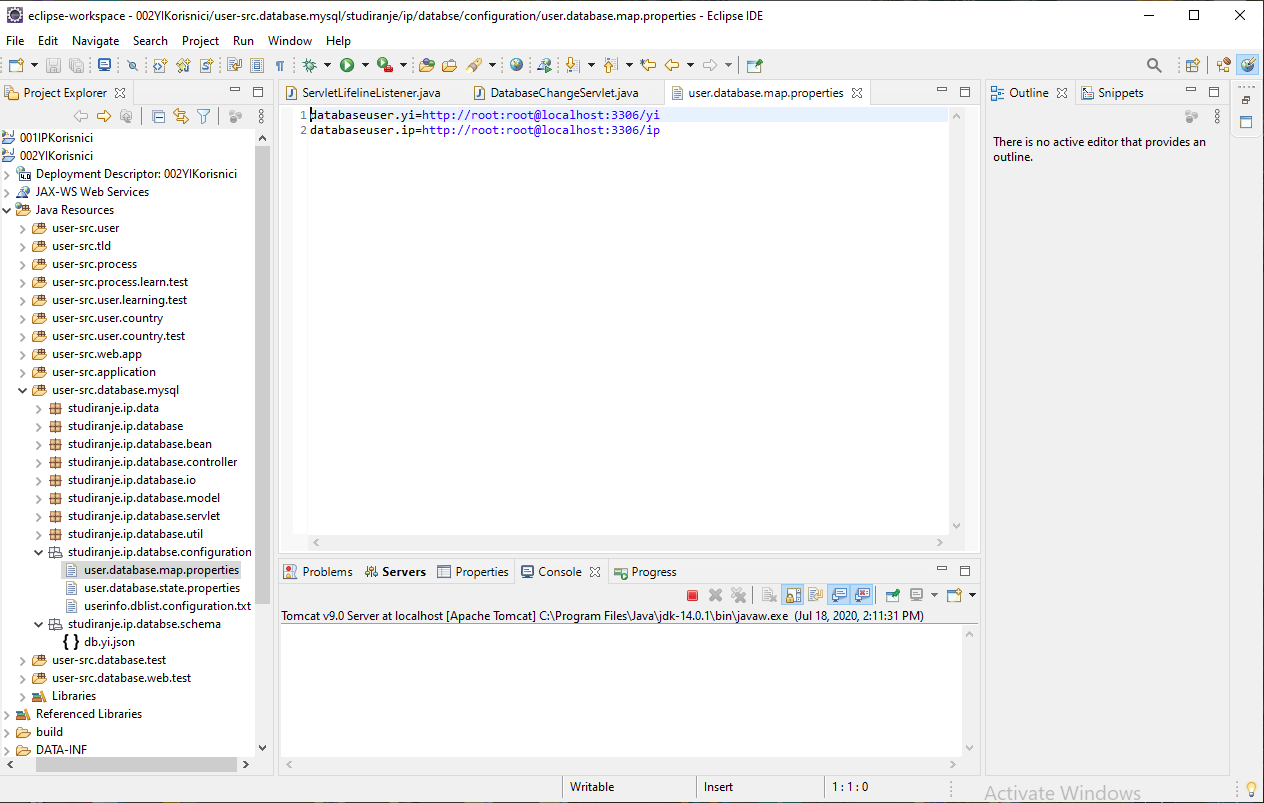 eclipse-workspace - 002YIKorisnici/user-src.database.mysql/studiranje/ip/databse/configuration/user.database.map.properties - Eclipse IDE
File Edit Navigate Search Project Run Window Help
Project Explorer
001IPKorisnici
002YIKorisnici
Deployment Descriptor: 002YIKorisnici
JAX-WS Web Services
Java Resources
user-src.user
user-src.tld
user-src.process
user-src.process.learn.test
user-src.user.learning.test
user-src.user.country
user-src.user.country.test
user-src.web.app
user-src.application
user-src.database.mysql
studiranje.ip.data
studiranje.ip.database
studiranje.ip.database.bean
studiranje.ip.database.controller
studiranje.ip.database.io
studiranje.ip.database.model
studiranje.ip.database.servlet
studiranje.ip.database.util
studiranje.ip.databse.configuration
user.database.map.properties
user.database.state.properties
userinfo.dblist.configuration.txt
studiranje.ip.databse.schema
{ } db.yi.json
user-src.database.test
user-src.database.web.test
Libraries
Referenced Libraries
build
DATA-INF
ServletLifelineListener.java DatabaseChangeServlet.java user.database.map.properties
1 databaseuser.yi=http://root:root@localhost:3306/yi
2 databaseuser.ip=http://root:root@localhost:3306/ip
Outline Snippets
There is no active editor that provides an
outline.
Problems Servers Properties Console Progress
Tomcat v9.0 Server at localhost [Apache Tomcat] C:\Program Files\Java\jdk-14.0.1\bin\javaw.exe (Jul 18, 2020, 2:11:31 PM)
Writable Insert 1 : 1 : 0
Activate Windows